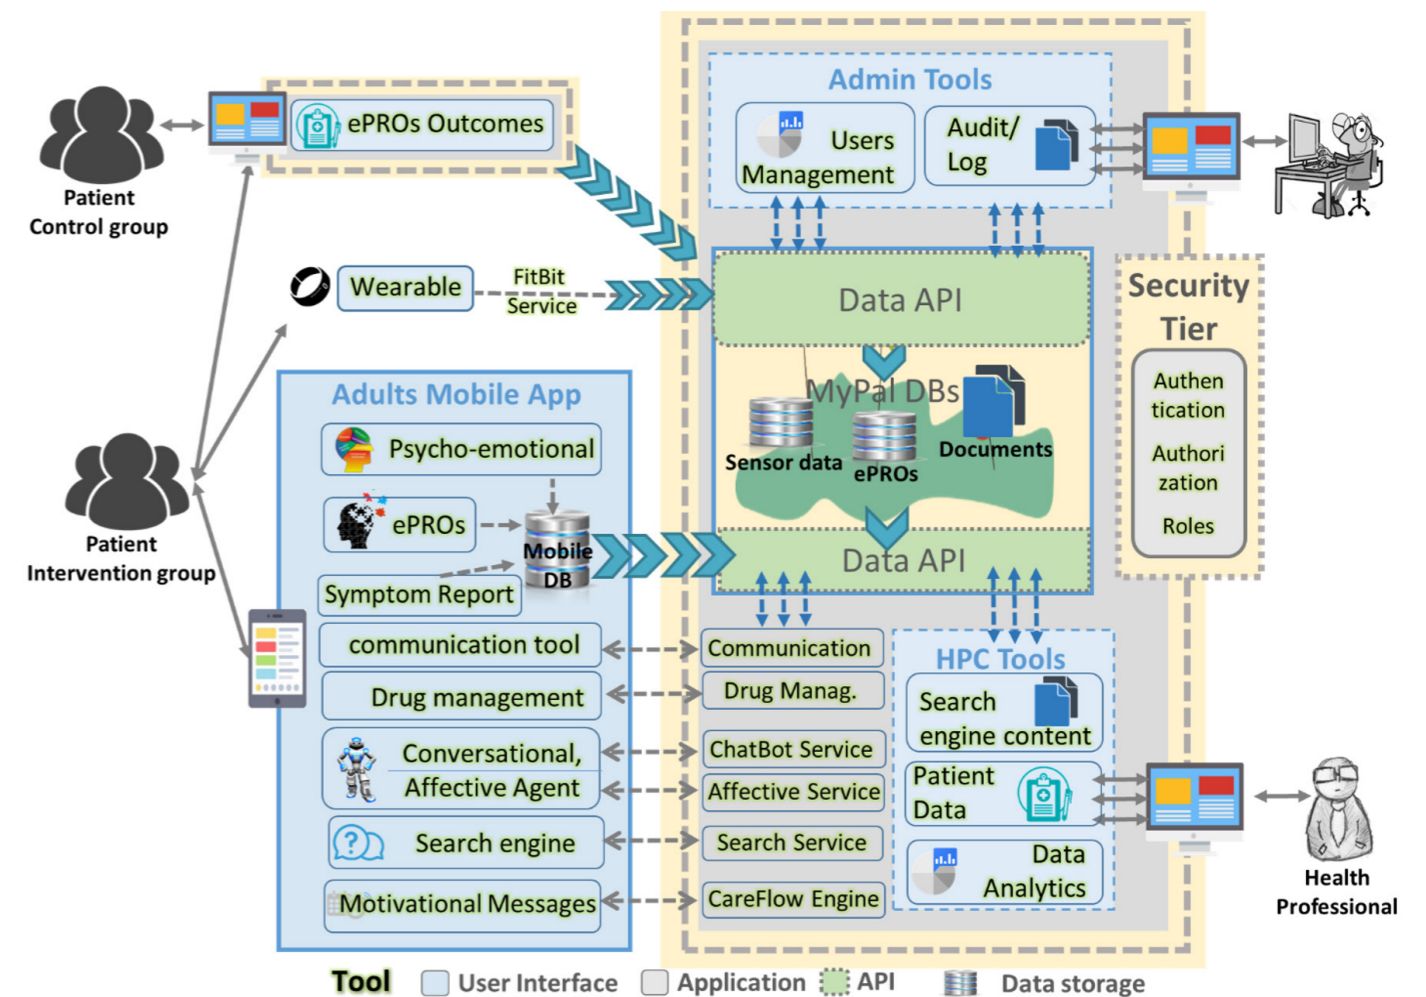 Admin Tools
Users
Management
Audit/
Log
ePROs Outcomes
Patient
Control group
Wearable
FitBit
Service
Data API
Security
Tier
Authen
tication
Authori
zation
Roles
MyPal DBs
Sensor data
ePROs
Documents
Data API
Adults Mobile App
Psycho-emotional
ePROs
Mobile
DB
Symptom Report
Patient
Intervention group
communication tool
Drug management
Conversational,
Affective Agent
Search engine
Motivational Messages
Communication
Drug Manag.
ChatBot Service
Affective Service
Search Service
CareFlow Engine
HPC Tools
Search
engine content
Patient
Data
Data
Analytics
Health
Professional
Tool
User Interface
Application
API
Data storage